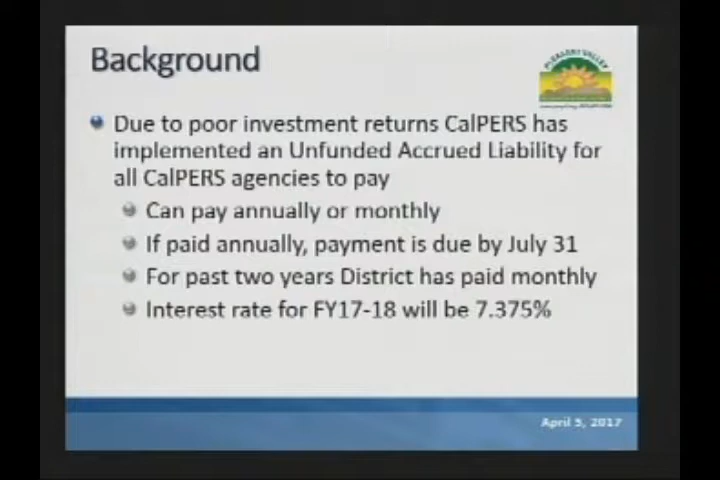 Background
PLEASANT VALLEY
Due to poor investment returns CalPERS has
implemented an Unfunded Accrued Liability for
all CalPERS agencies to pay
Can pay annually or monthly
If paid annually, payment is due by July 31
For past two years District has paid monthly
Interest rate for FY17-18 will be 7.375%
April 5, 2017